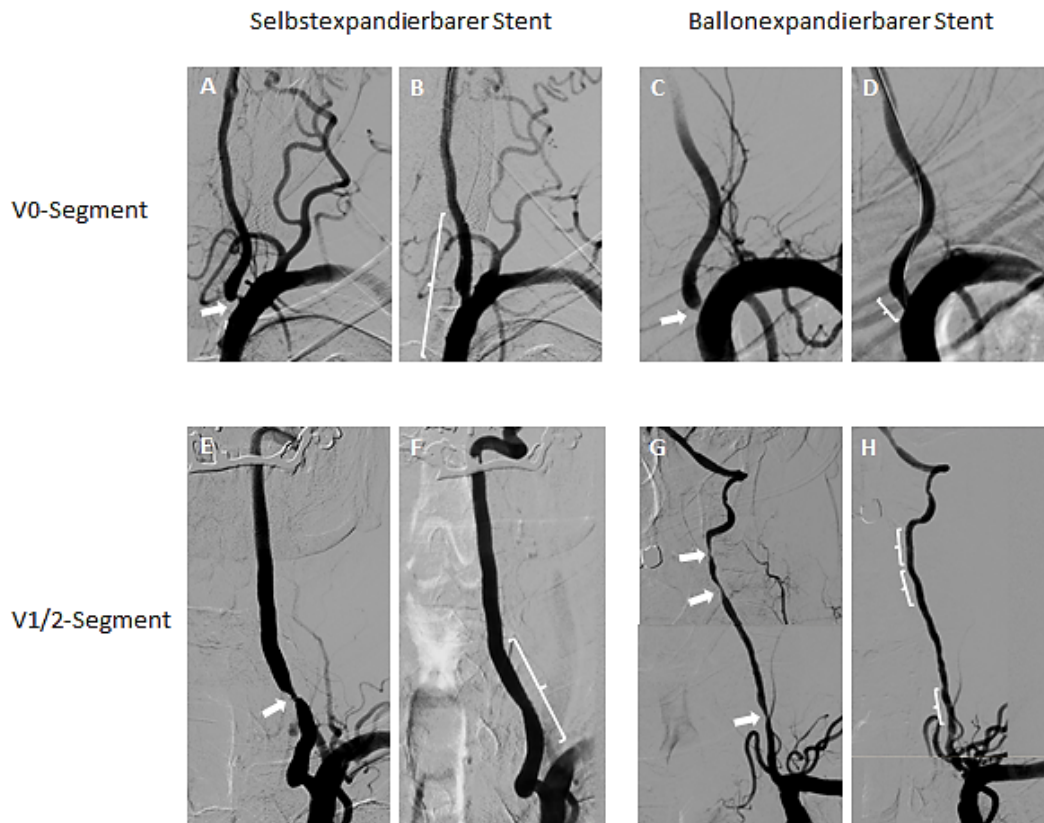 Selbstexpandierbarer Stent
Ballonexpandierbarer Stent
V0-Segment
A
B
C
D
V1/2-Segment
E
F
G
H